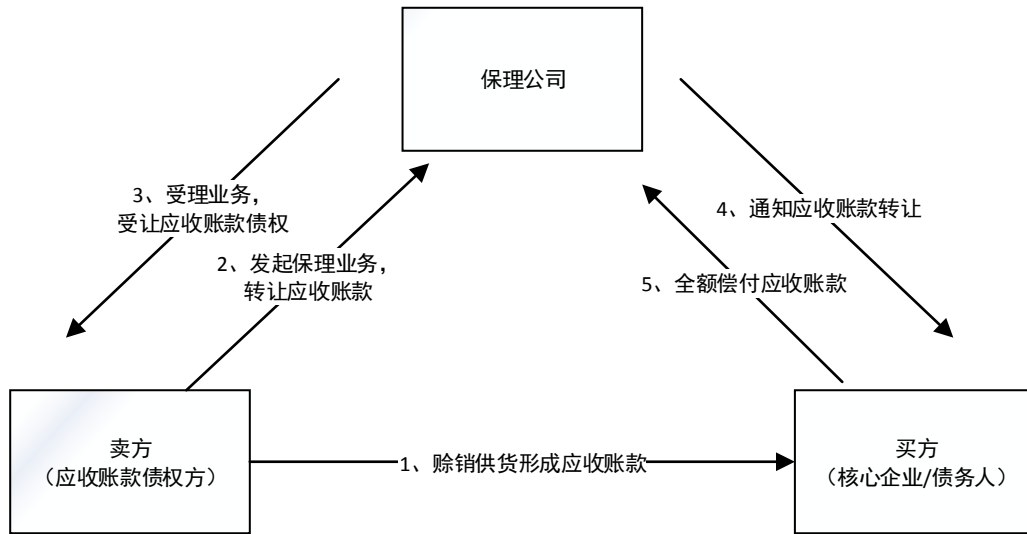 保理公司
3、受理业务，
受让应收账款债权
2、发起保理业务，
转让应收账款
4、通知应收账款转让
5、全额偿付应收账款
卖方
（应收账款债权方）
1、赊销供货形成应收账款
买方
（核心企业/债务人）